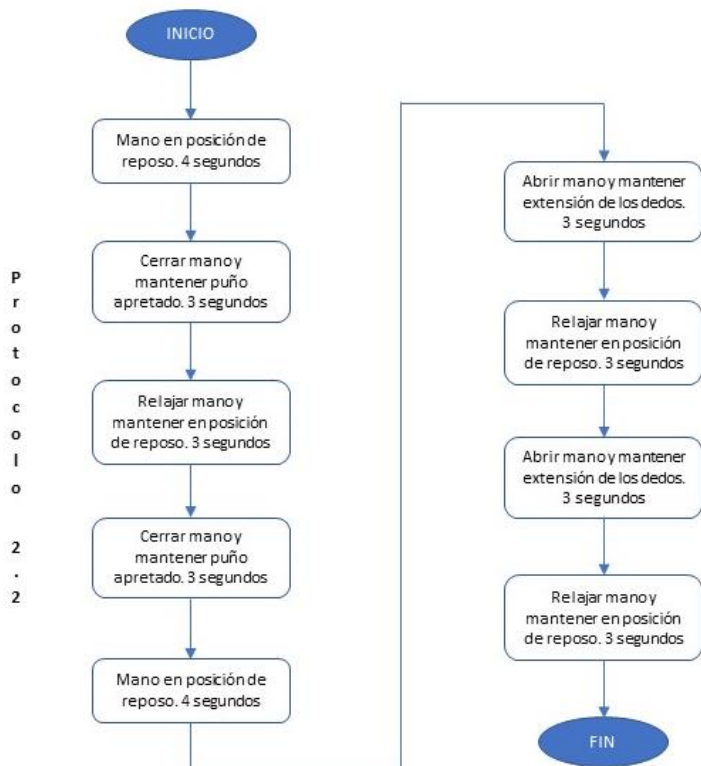 INICIO
Mano en posición de
reposo. 4 segundos
Cerrar mano y
mantener puño
apretado. 3 segundos
Relajar mano y
mantener en posición
de reposo. 3 segundos
Cerrar mano y
mantener puño
apretado. 3 segundos
Mano en posición de
reposo. 4 segundos
Abrir mano y mantener
extensión de los dedos.
3 segundos
Relajar mano y
mantener en posición
de reposo. 3 segundos
Abrir mano y mantener
extensión de los dedos.
3 segundos
Relajar mano y
mantener en posición
de reposo. 3 segundos
FIN
Protocolo 2.2